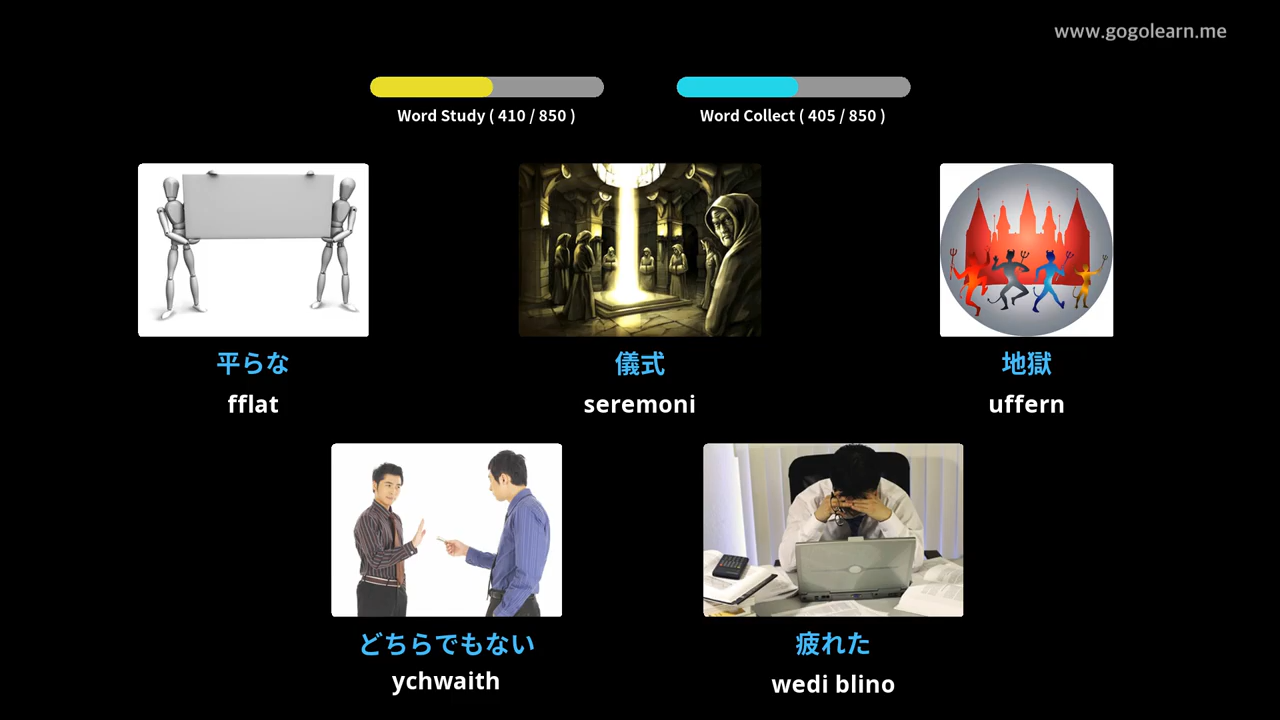 www.gogolearn.me
Word Study ( 410 / 850 )
Word Collect ( 405 / 850 )
平らな
fflat
儀式
seremoni
地獄
uffern
どちらでもない
ychwaith
疲れた
wedi blino